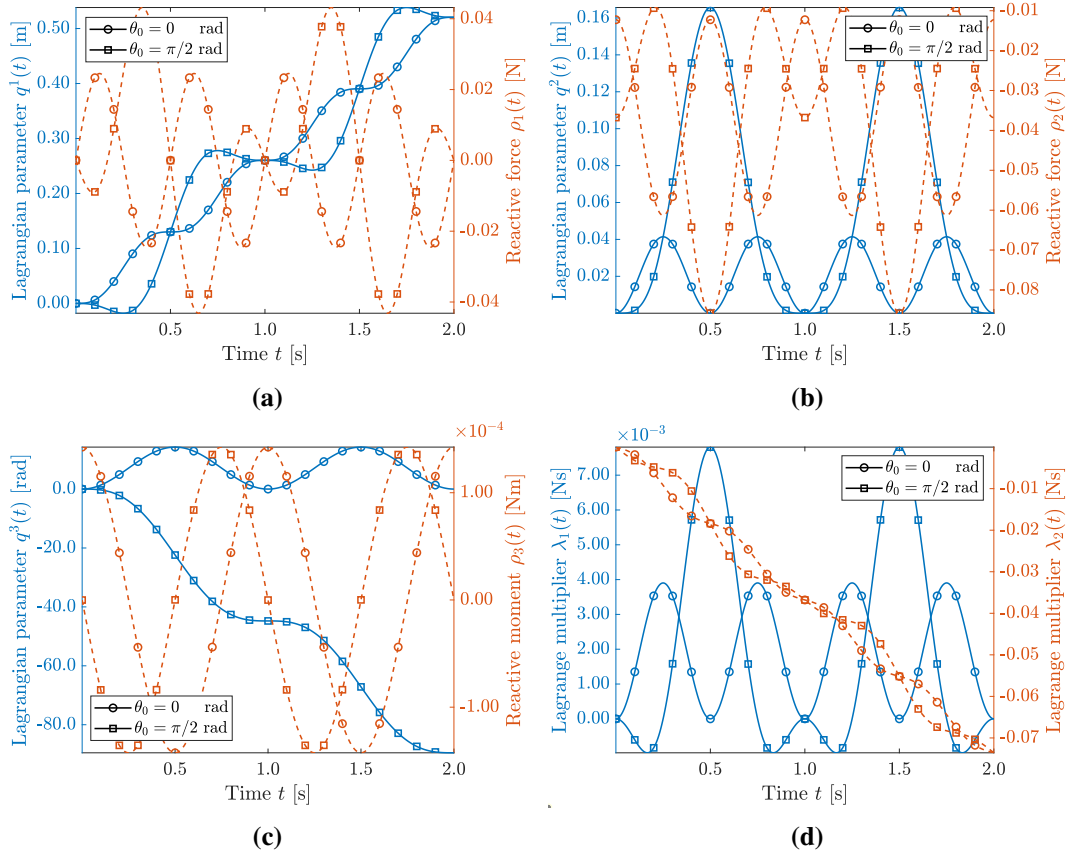 θ₀ = 0 rad
θ₀ = π/2 rad
Lagrangian parameter q¹(t) [m]
0.50
0.40
0.30
0.20
0.10
0.00
Reactive force ρ₁(t) [N]
0.04
0.02
0.00
-0.02
-0.04
0.5 1.0 1.5 2.0
Time t [s]
(a)
θ₀ = 0 rad
θ₀ = π/2 rad
Lagrangian parameter q²(t) [m]
0.16
0.14
0.12
0.10
0.08
0.06
0.04
0.02
Reactive force ρ₂(t) [N]
-0.01
-0.02
-0.03
-0.04
-0.05
-0.06
-0.07
-0.08
0.5 1.0 1.5 2.0
Time t [s]
(b)
×10⁻⁴
Lagrangian parameter q³(t) [rad]
0.0
-20.0
-40.0
-60.0
-80.0
Reactive moment ρ₃(t) [Nm]
1.00
0.00
-1.00
θ₀ = 0 rad
θ₀ = π/2 rad
0.5 1.0 1.5 2.0
Time t [s]
(c)
×10⁻³
θ₀ = 0 rad
θ₀ = π/2 rad
Lagrange multiplier λ₁(t) [Ns]
7.00
6.00
5.00
4.00
3.00
2.00
1.00
0.00
Lagrange multiplier λ₂(t) [Ns]
-0.01
-0.02
-0.03
-0.04
-0.05
-0.06
-0.07
0.5 1.0 1.5 2.0
Time t [s]
(d)